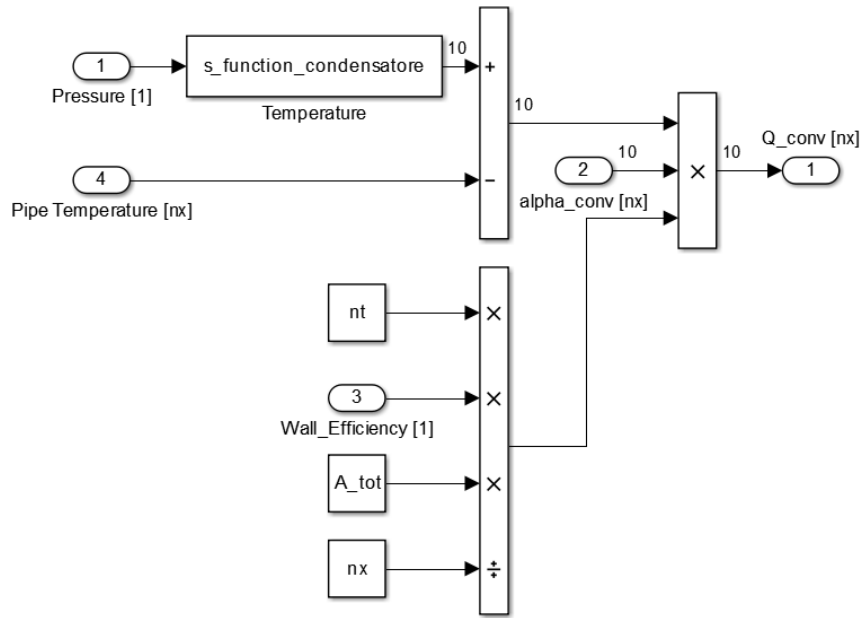 1
Pressure [1]
s_function_condensatore
Temperature
10
+
10
4
Pipe Temperature [nx]
−
2
alpha_conv [nx]
10
×
10
Q_conv [nx]
1
nt
×
3
Wall_Efficiency [1]
×
A_tot
×
nx
÷